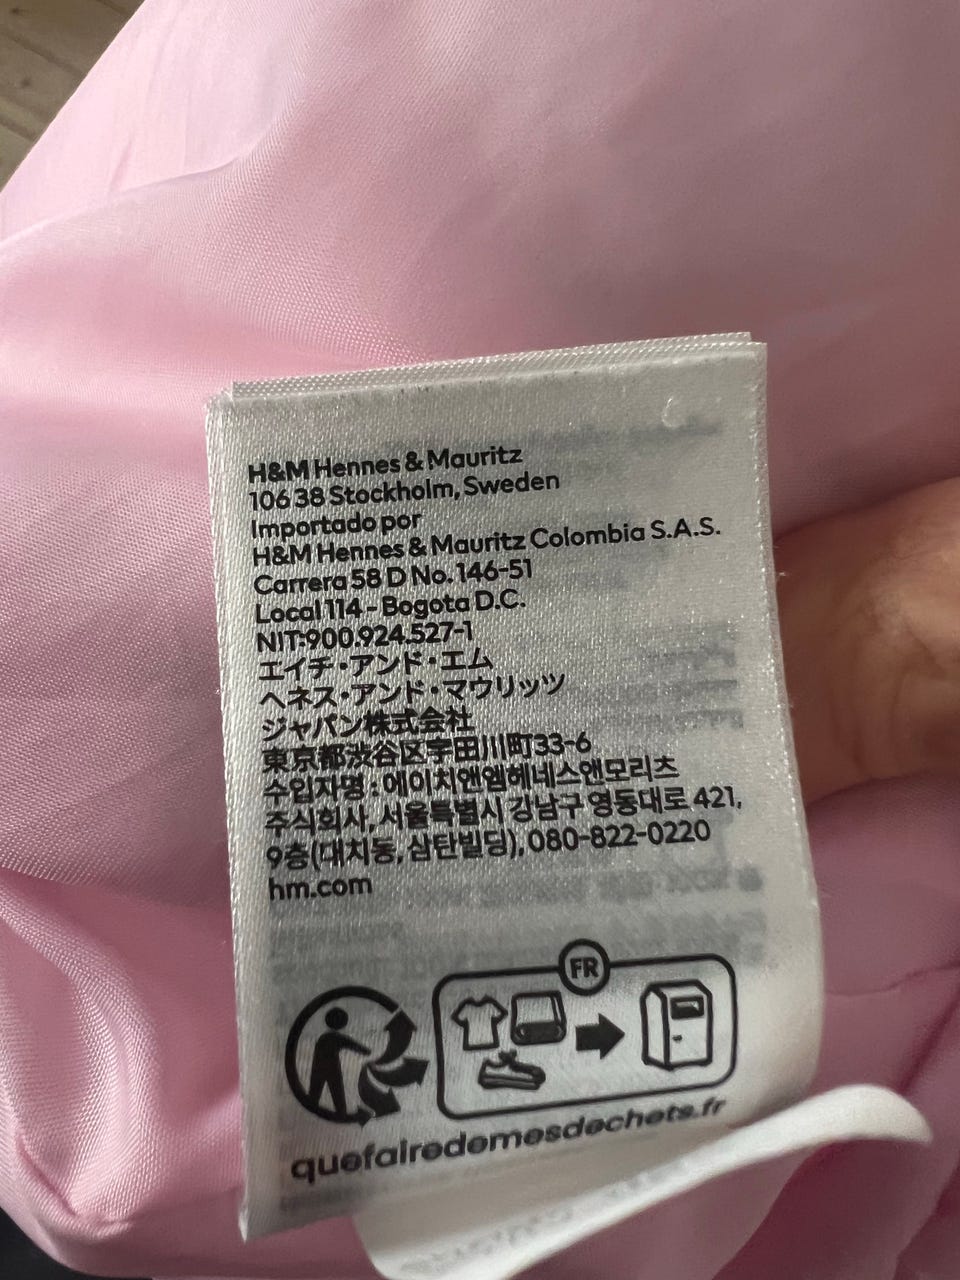 H&M Hennes & Mauritz
106 38 Stockholm, Sweden
Importado por
H&M Hennes & Mauritz Colombia S.A.S.
Carrera 58 D No. 146-51
Local 114 - Bogota D.C.
NIT:900.924.527-1
エイチ・アンド・エム
ヘネス・アンド・マウリッツ
ジャパン株式会社
東京都渋谷区宇田川町33-6
수입자명 : 에이치앤엠헤네스앤모리츠
주식회사, 서울특별시 강남구 영동대로 421,
9층(대치동, 삼탄빌딩), 080-822-0220
hm.com
FR
quefairedemesdechets.fr